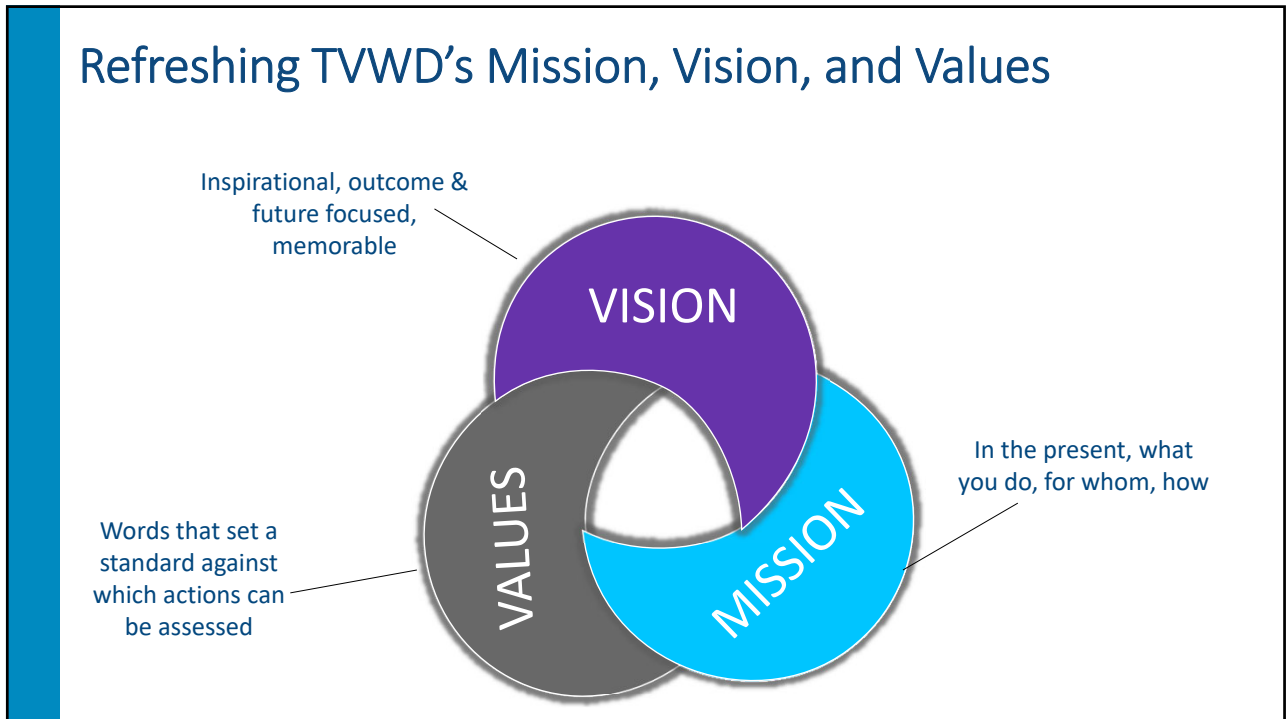 Refreshing TVWD’s Mission, Vision, and Values
Inspirational, outcome &
future focused,
memorable
VISION
In the present, what
you do, for whom, how
MISSION
VALUES
Words that set a
standard against
which actions can
be assessed